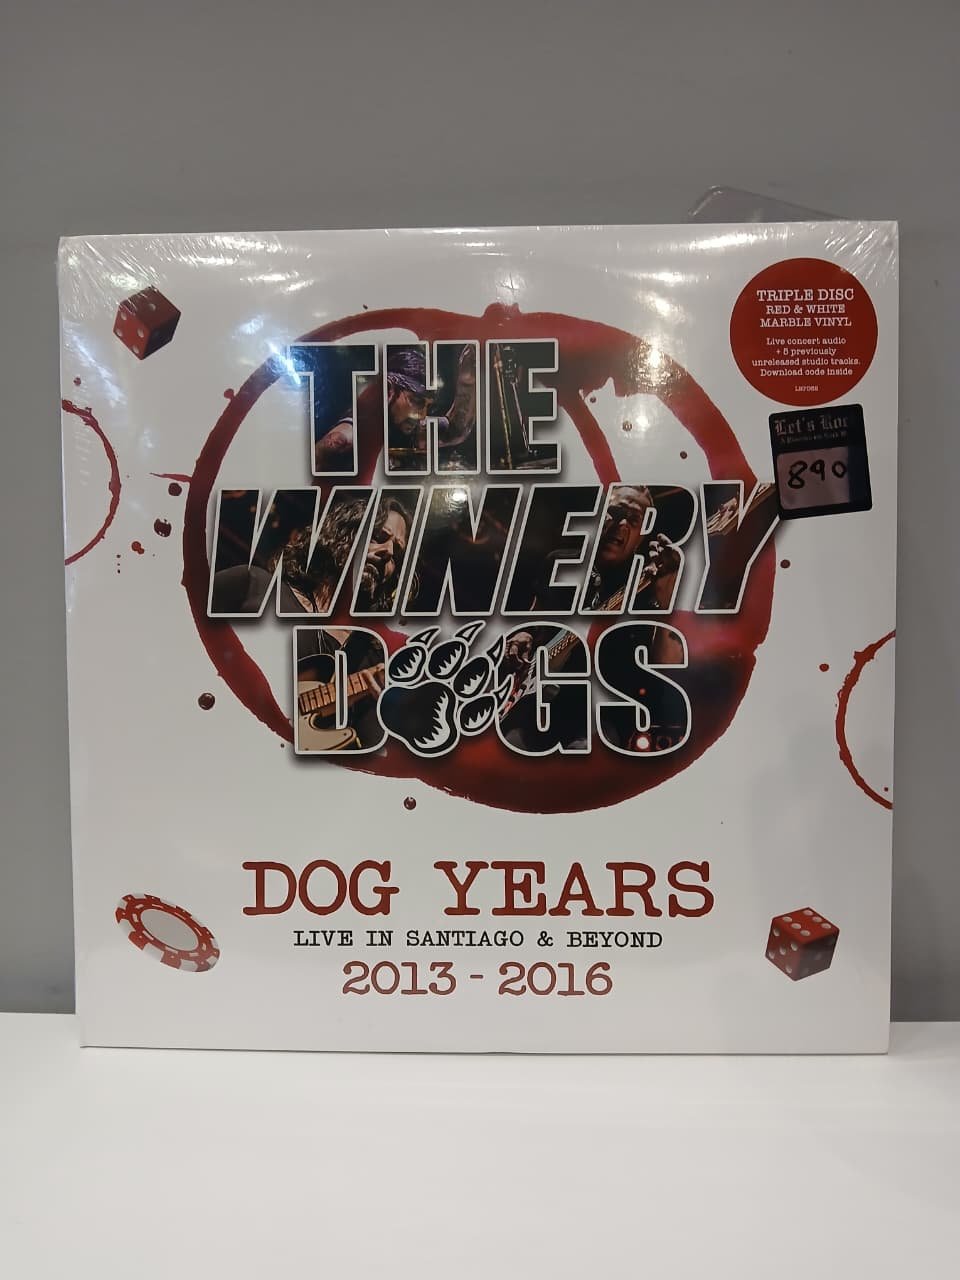 THE
WINERY
DOGS
TRIPLE DISC
RED & WHITE
MARBLE VINYL
Live concert audio
+ 5 previously
unreleased studio tracks.
Download code inside
Let's
890
DOG YEARS
LIVE IN SANTIAGO & BEYOND
2013 - 2016